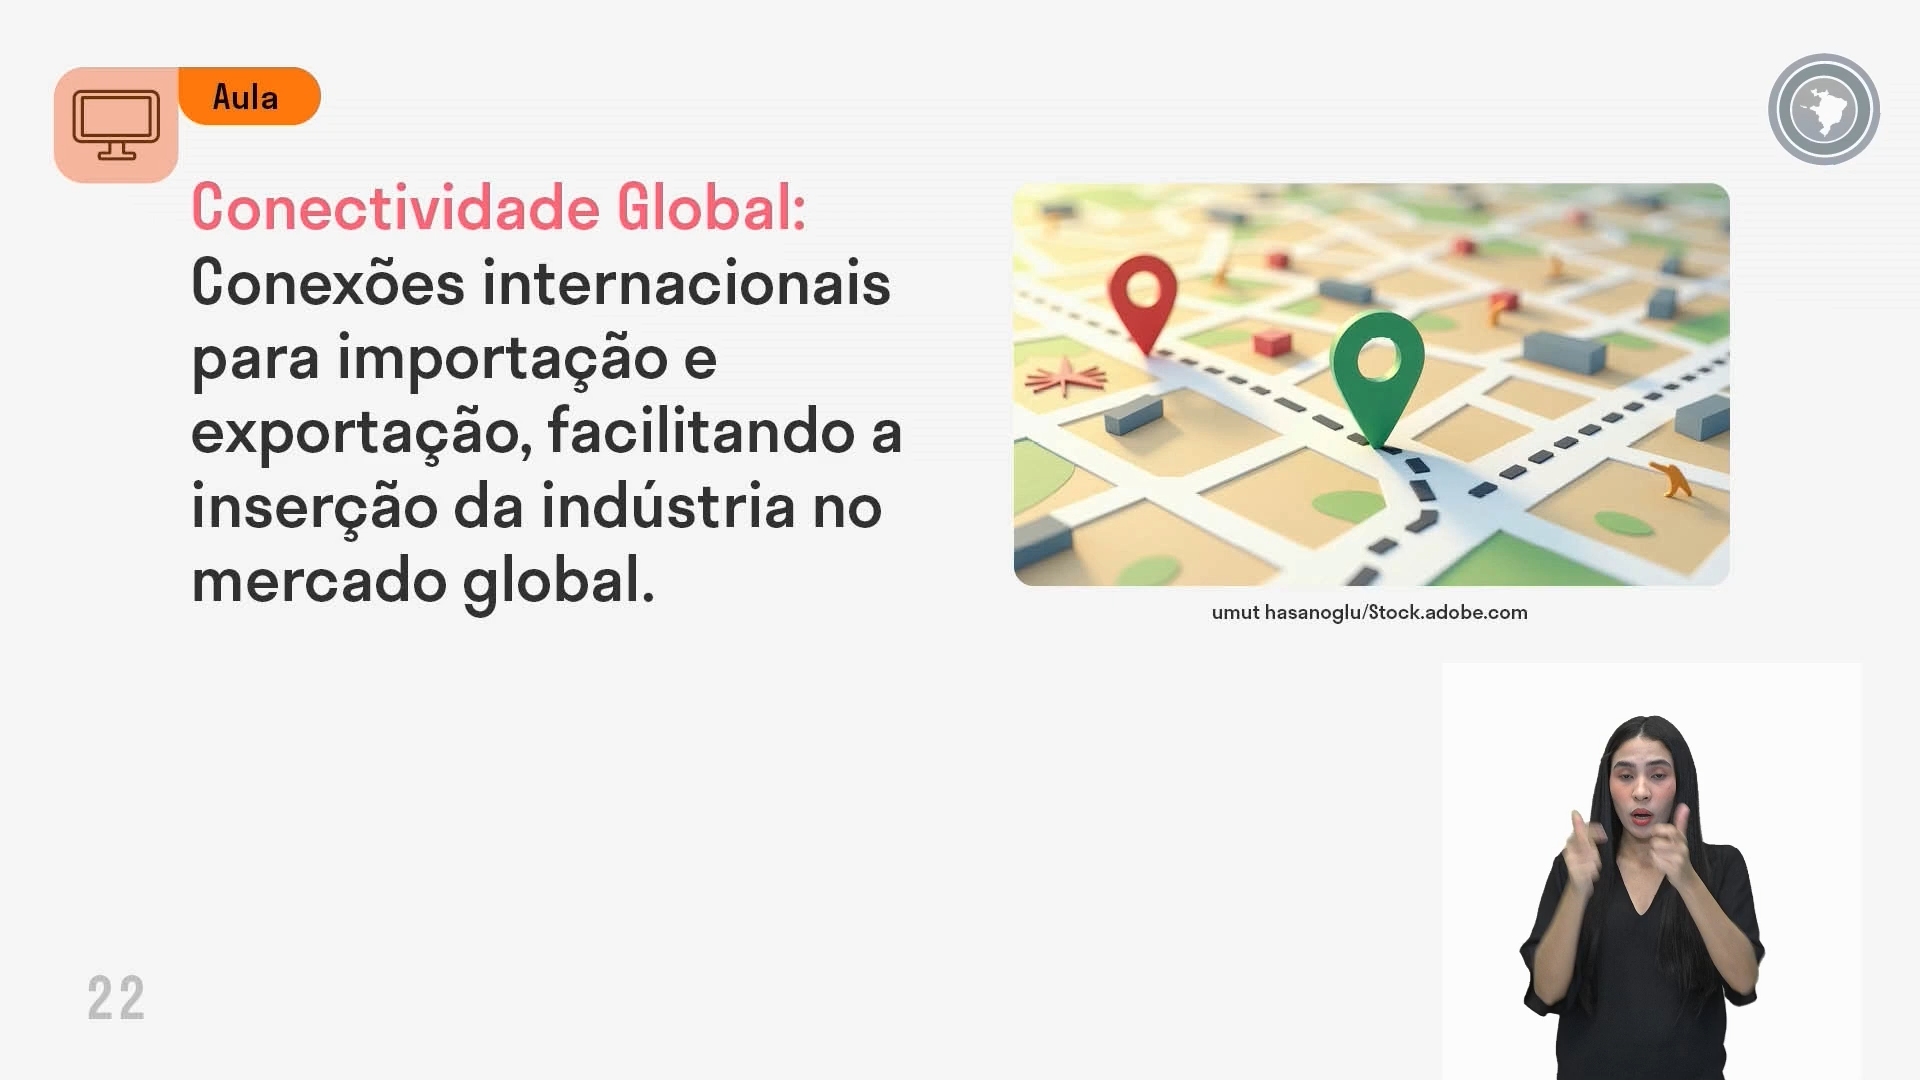 Aula
Conectividade Global:
Conexões internacionais
para importação e
exportação, facilitando a
inserção da indústria no
mercado global.
umut hasanoglu/Stock.adobe.com
22